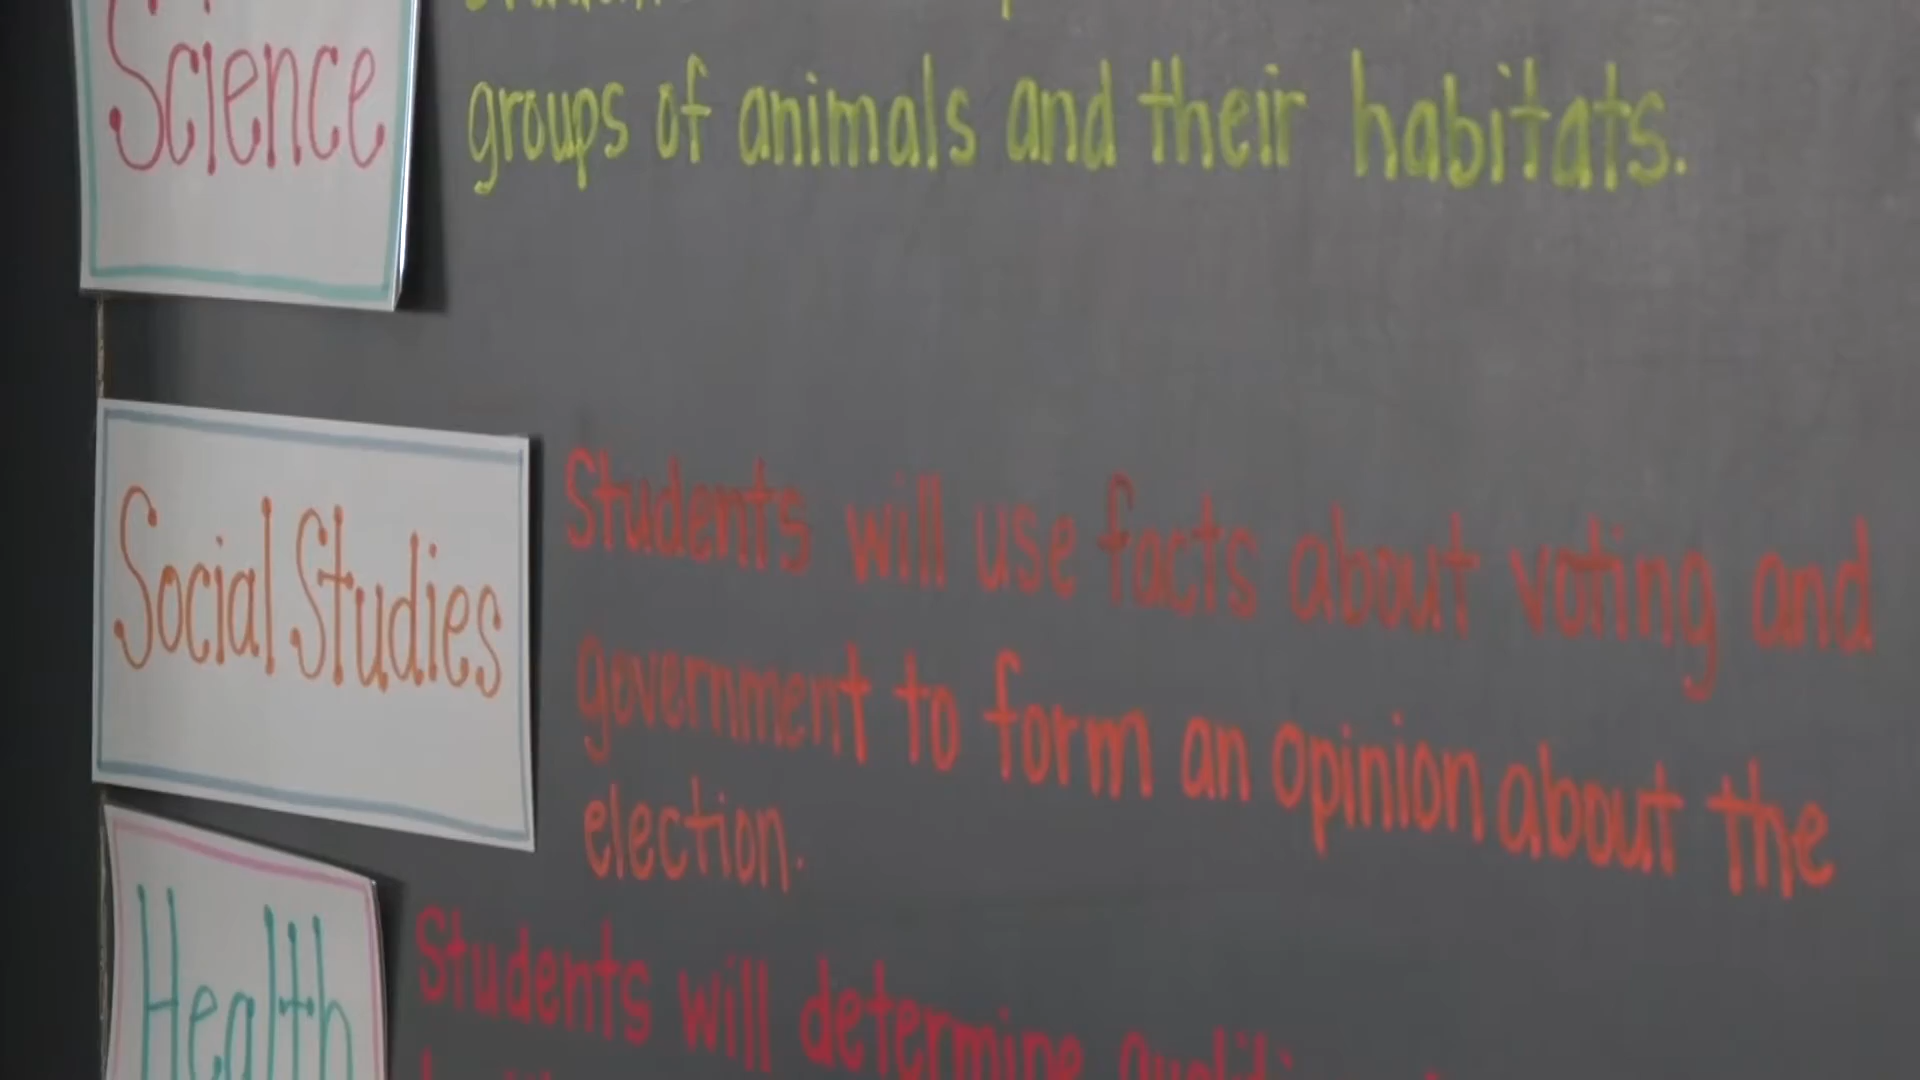 Science
groups of animals and their habitats.
Social Studies
Students will use facts about voting and
government to form an opinion about the
election.
Health
Students will determine